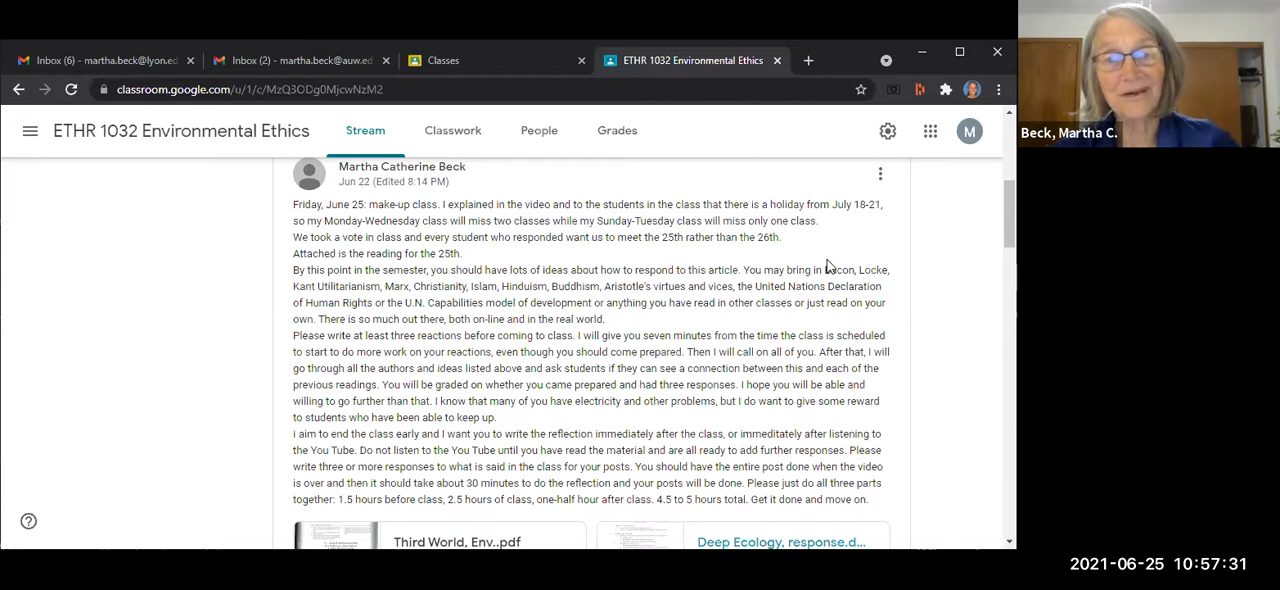 Inbox (6) - martha.beck@lyon.ed
Inbox (2) - martha.beck@auw.ed
Classes
ETHR 1032 Environmental Ethics
classroom.google.com/u/1/c/MzQ3ODg0MjcwNzM2
ETHR 1032 Environmental Ethics
Stream
Classwork
People
Grades
M
Martha Catherine Beck
Jun 22 (Edited 8:14 PM)
Friday, June 25: make-up class. I explained in the video and to the students in the class that there is a holiday from July 18-21,
so my Monday-Wednesday class will miss two classes while my Sunday-Tuesday class will miss only one class.
We took a vote in class and every student who responded want us to meet the 25th rather than the 26th.
Attached is the reading for the 25th.
By this point in the semester, you should have lots of ideas about how to respond to this article. You may bring in Bacon, Locke,
Kant Utilitarianism, Marx, Christianity, Islam, Hinduism, Buddhism, Aristotle's virtues and vices, the United Nations Declaration
of Human Rights or the U.N. Capabilities model of development or anything you have read in other classes or just read on your
own. There is so much out there, both on-line and in the real world.
Please write at least three reactions before coming to class. I will give you seven minutes from the time the class is scheduled
to start to do more work on your reactions, even though you should come prepared. Then I will call on all of you. After that, I will
go through all the authors and ideas listed above and ask students if they can see a connection between this and each of the
previous readings. You will be graded on whether you came prepared and had three responses. I hope you will be able and
willing to go further than that. I know that many of you have electricity and other problems, but I do want to give some reward
to students who have been able to keep up.
I aim to end the class early and I want you to write the reflection immediately after the class, or immeditately after listening to
the You Tube. Do not listen to the You Tube until you have read the material and are all ready to add further responses. Please
write three or more responses to what is said in the class for your posts. You should have the entire post done when the video
is over and then it should take about 30 minutes to do the reflection and your posts will be done. Please just do all three parts
together: 1.5 hours before class, 2.5 hours of class, one-half hour after class. 4.5 to 5 hours total. Get it done and move on.
Third World, Env..pdf
Deep Ecology, response.d...
Beck, Martha C.
2021-06-25 10:57:31